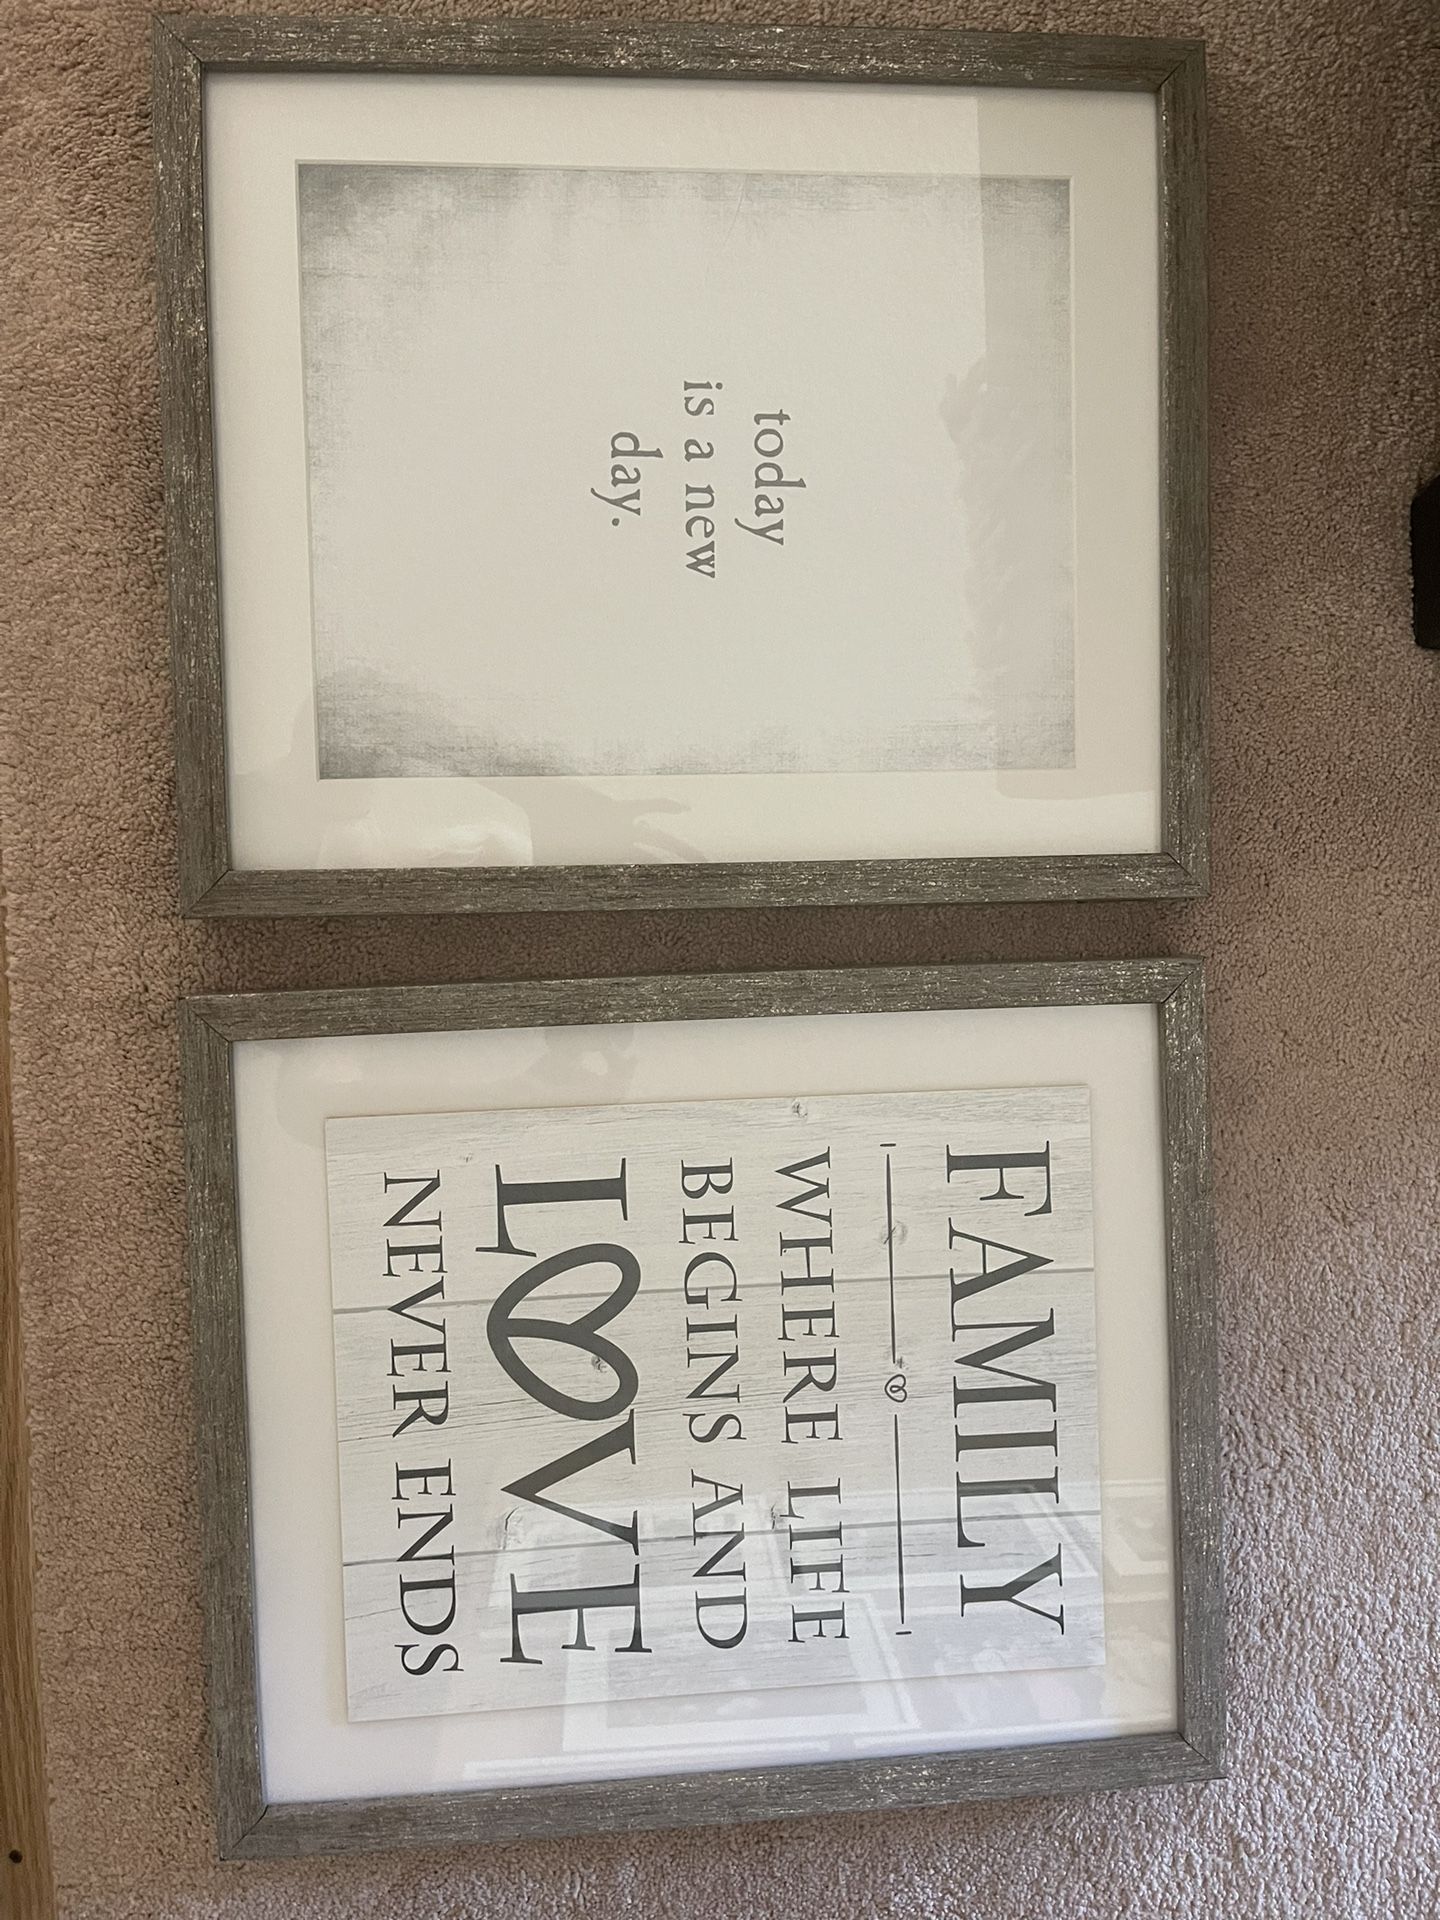 today
is a new
day.
FAMILY
WHERE LIFE
BEGINS AND
LOVE
NEVER ENDS